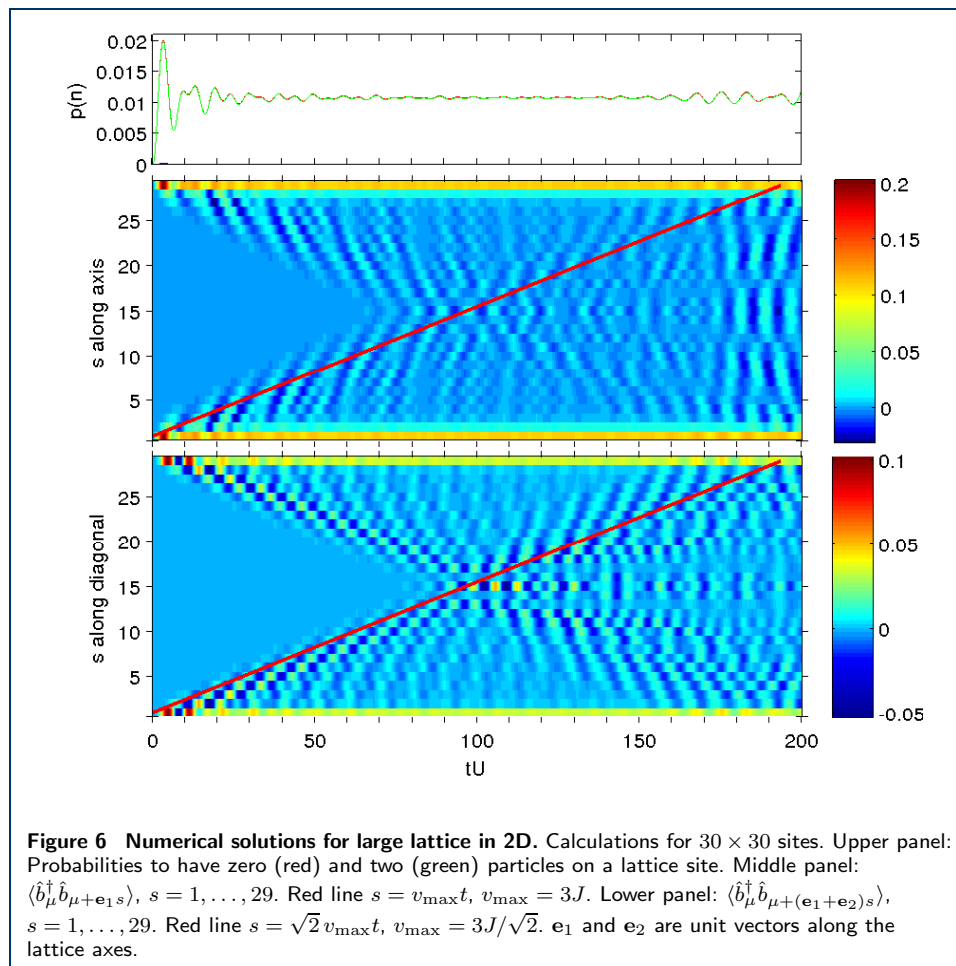 0.02
0.015
0.01
0.005
0
p(n)
25
20
15
10
5
s along axis
0.2
0.15
0.1
0.05
0
25
20
15
10
5
s along diagonal
0.1
0.05
0
-0.05
0 50 100 150 200
tU
Figure 6 Numerical solutions for large lattice in 2D. Calculations for 30 × 30 sites. Upper panel:
Probabilities to have zero (red) and two (green) particles on a lattice site. Middle panel:
⟨b̂†μ b̂μ+e₁s⟩, s = 1, . . . , 29. Red line s = vmaxt, vmax = 3J. Lower panel: ⟨b̂†μ b̂μ+(e₁+e₂)s⟩,
s = 1, . . . , 29. Red line s = √2 vmaxt, vmax = 3J/√2. e₁ and e₂ are unit vectors along the
lattice axes.